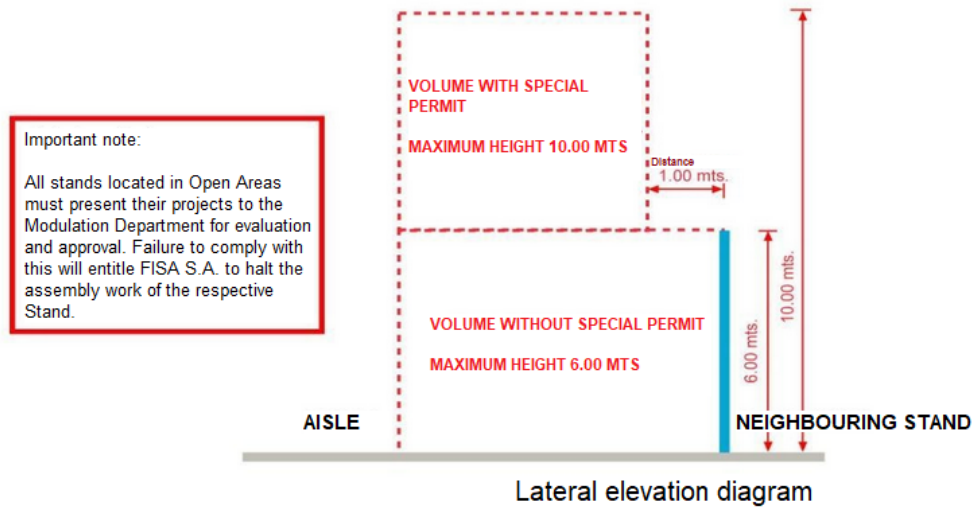 VOLUME WITH SPECIAL
PERMIT
MAXIMUM HEIGHT 10.00 MTS
Distance
1.00 mts.
Important note:
All stands located in Open Areas
must present their projects to the
Modulation Department for evaluation
and approval. Failure to comply with
this will entitle FISA S.A. to halt the
assembly work of the respective
Stand.
10.00 mts.
6.00 mts.
VOLUME WITHOUT SPECIAL PERMIT
MAXIMUM HEIGHT 6.00 MTS
AISLE
NEIGHBOURING STAND
Lateral elevation diagram